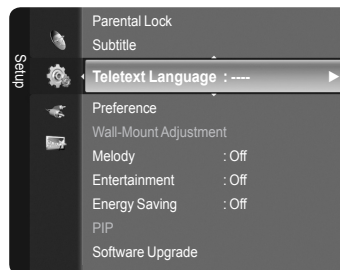 Setup
Parental Lock
Subtitle
Teletext Language : ----
Preference
Wall-Mount Adjustment
Melody : Off
Entertainment : Off
Energy Saving : Off
PIP
Software Upgrade